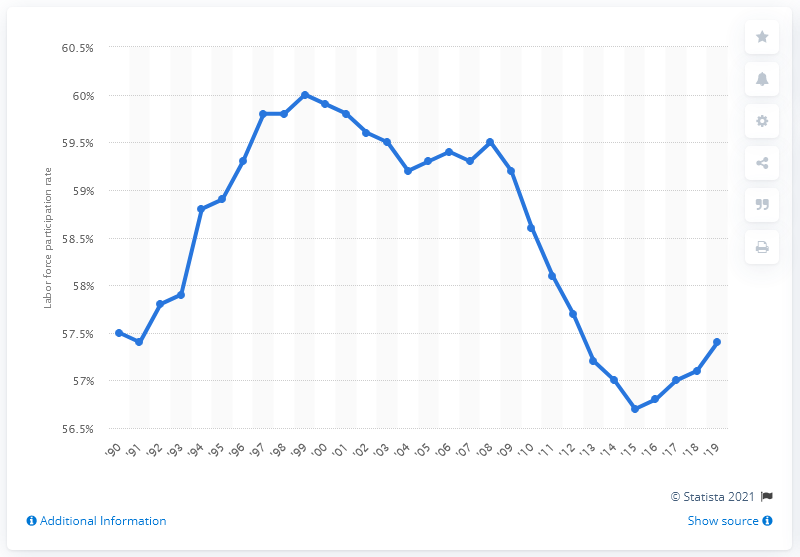 60.5%
60%
59.5%
59%
58.5%
58%
57.5%
57%
56.5%
Labor force participation rate
'90 '91 '92 '93 '94 '95 '96 '97 '98 '99 '00 '01 '02 '03 '04 '05 '06 '07 '08 '09 '10 '11 '12 '13 '14 '15 '16 '17 '18 '19
© Statista 2021
Additional Information
Show source